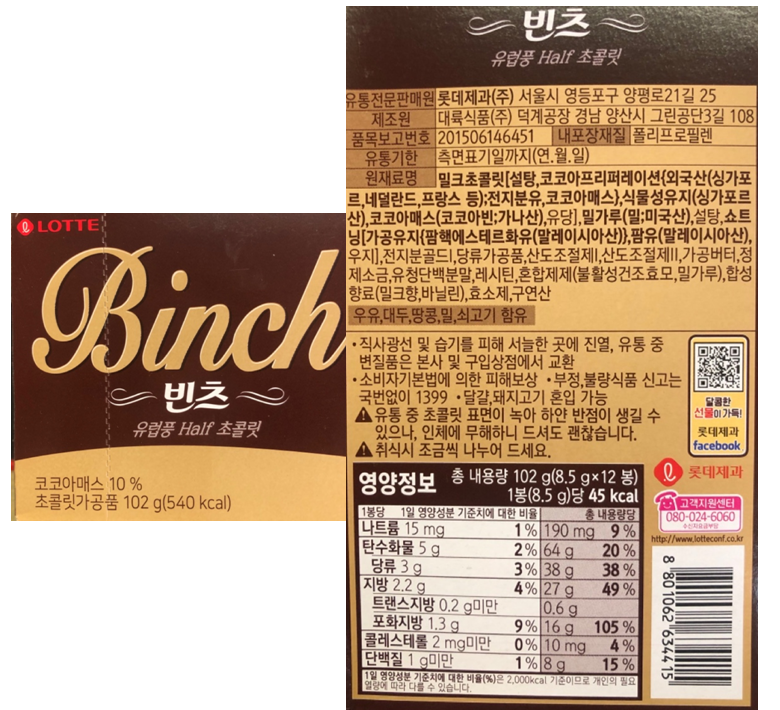 LOTTE
Binch
빈츠
유럽풍 Half 초콜릿
코코아매스 10 %
초콜릿가공품 102 g(540 kcal)
빈츠
유럽풍 Half 초콜릿
유통전문판매원 롯데제과(주) 서울시 영등포구 양평로21길 25
제조원 대륙식품(주) 덕계공장 경남 양산시 그린공단3길 108
품목보고번호 201506146451 내포장재질 폴리프로필렌
유통기한 측면표기일까지(연.월.일)
원재료명 밀크초콜릿[설탕,코코아프리퍼레이션{외국산(싱가포
르,네덜란드,프랑스 등);전지분유,코코아매스},식물성유지(싱가포르
산),코코아매스(코코아빈;가나산),유당],밀가루(밀;미국산),설탕,쇼트
닝[가공유지{팜핵에스테르화유(말레이시아산)},팜유(말레이시아산),
우지],전지분골드I,당류가공품,산도조절제I,산도조절제II,가공버터,정
제소금,유청단백분말,레시틴,혼합제제(불활성건조효모,밀가루),합성
향료(밀크향,바닐린),효소제,구연산
우유,대두,땅콩,밀,쇠고기 함유
•직사광선 및 습기를 피해 서늘한 곳에 진열, 유통 중
변질품은 본사 및 구입상점에서 교환
•소비자기본법에 의한 피해보상 •부정,불량식품 신고는
국번없이 1399 •달걀,돼지고기 혼입 가능
유통 중 초콜릿 표면이 녹아 하얀 반점이 생길 수
있으나, 인체에 무해하니 드셔도 괜찮습니다.
취식시 조금씩 나누어 드세요.
달콤한
선물이 가득!
롯데제과
facebook
영양정보 총 내용량 102 g(8.5 g×12 봉)
1봉(8.5 g)당 45 kcal
1봉당 1일 영양성분 기준치에 대한 비율 총 내용량당
나트륨 15 mg 1% 190 mg 9 %
탄수화물 5 g 2% 64 g 20 %
당류 3 g 3% 38 g 38 %
지방 2.2 g 4% 27 g 49 %
트랜스지방 0.2 g미만 0.6 g
포화지방 1.3 g 9% 16 g 105 %
콜레스테롤 2 mg미만 0% 10 mg 4 %
단백질 1 g미만 1% 8 g 15 %
1일 영양성분 기준치에 대한 비율(%)은 2,000kcal 기준이므로 개인의 필요
열량에 따라 다를 수 있습니다.
롯데제과
고객지원센터
080-024-6060
수신자요금부담
http://www.lotteconf.co.kr
8 801062 634415